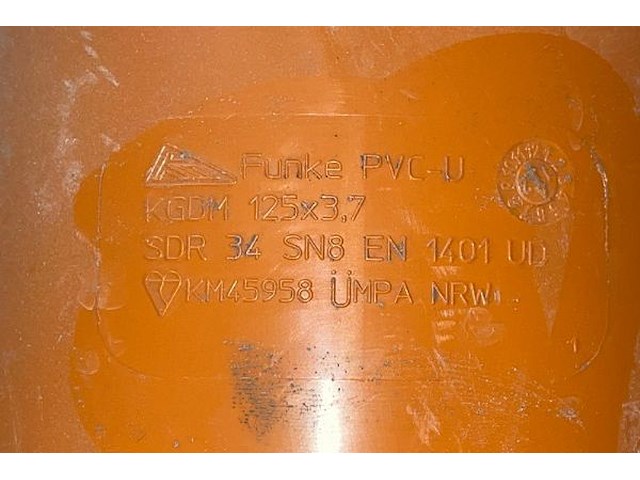 Funke PVC-U
KGDM 125x3,7
SDR 34 SN8 EN 1401 UD
KM45958 ÜMPA NRW